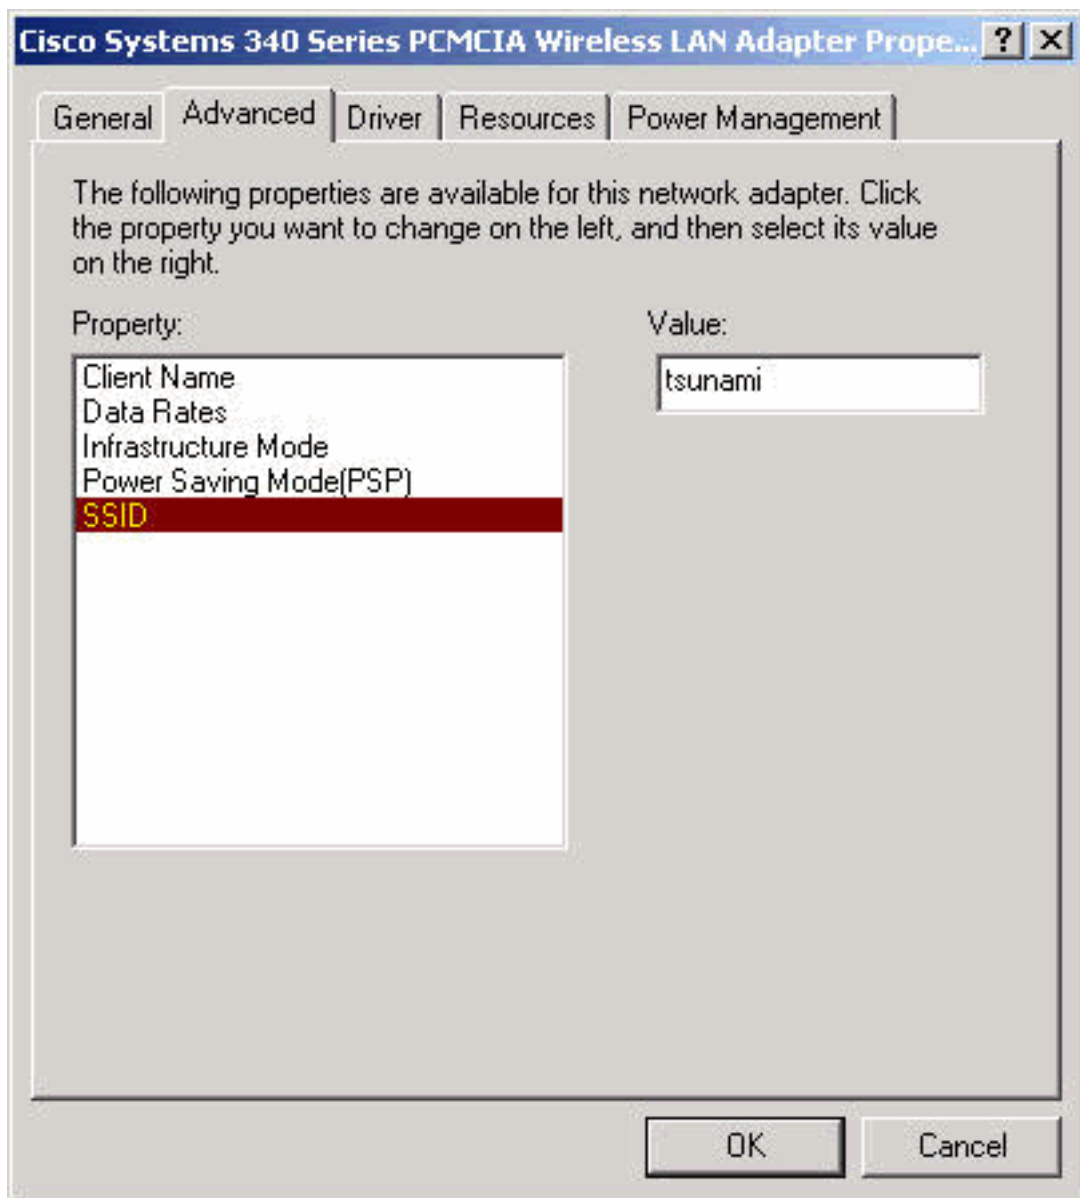 Cisco Systems 340 Series PCMCIA Wireless LAN Adapter Prope... ? X
General Advanced Driver Resources Power Management
The following properties are available for this network adapter. Click
the property you want to change on the left, and then select its value
on the right.
Property:
Value:
Client Name
Data Rates
Infrastructure Mode
Power Saving Mode(PSP)
SSID
tsunami
OK
Cancel